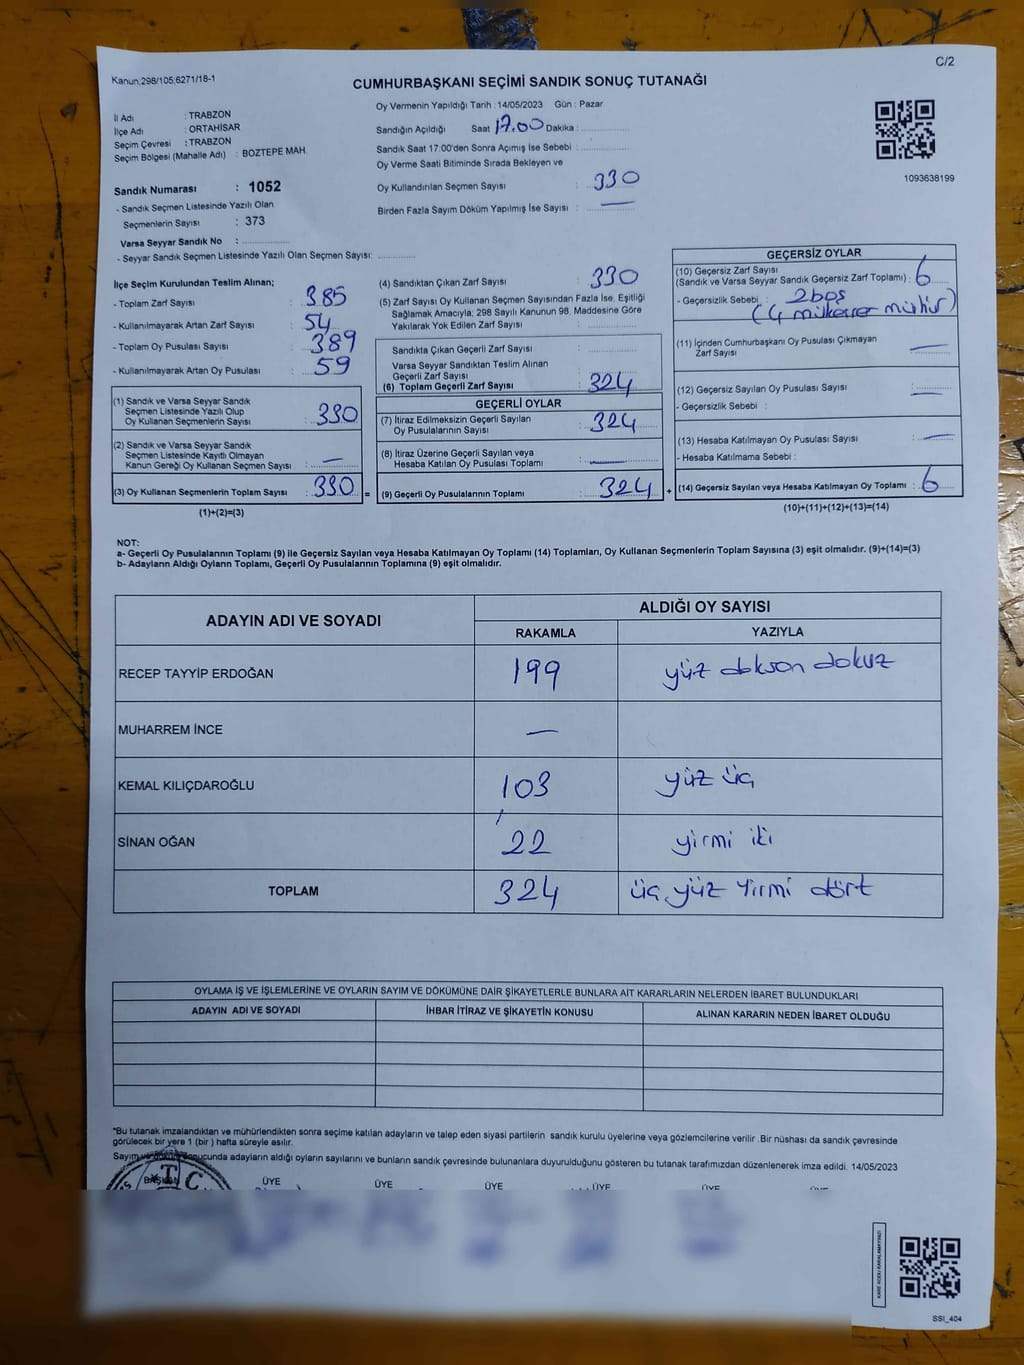 C/2
Kanun;298/105;6271/18-1
CUMHURBAŞKANI SEÇİMİ SANDIK SONUÇ TUTANAĞI
İl Adı : TRABZON
İlçe Adı : ORTAHİSAR
Seçim Çevresi : TRABZON
Seçim Bölgesi (Mahalle Adı) : BOZTEPE MAH.
Sandık Numarası : 1052
- Sandık Seçmen Listesinde Yazılı Olan
Seçmenlerin Sayısı : 373
Varsa Seyyar Sandık No :
- Seyyar Sandık Seçmen Listesinde Yazılı Olan Seçmen Sayısı:
Oy Vermenin Yapıldığı Tarih :14/05/2023 Gün : Pazar
Sandığın Açıldığı Saat 17.00 Dakika :
Sandık Saat 17:00'den Sonra Açımış İse Sebebi :
Oy Verme Saati Bitiminde Sırada Bekleyen ve
Oy Kullandırılan Seçmen Sayısı : 330
Birden Fazla Sayım Döküm Yapılmış İse Sayısı : —
1093638199
İlçe Seçim Kurulundan Teslim Alınan;
- Toplam Zarf Sayısı : 385
- Kullanılmayarak Artan Zarf Sayısı : 54
- Toplam Oy Pusulası Sayısı : 389
- Kullanılmayarak Artan Oy Pusulası : 59
(1) Sandık ve Varsa Seyyar Sandık
Seçmen Listesinde Yazılı Olup
Oy Kullanan Seçmenlerin Sayısı : 330
(2) Sandık ve Varsa Seyyar Sandık
Seçmen Listesinde Kayıtlı Olmayan
Kanun Gereği Oy Kullanan Seçmen Sayısı : —
(3) Oy Kullanan Seçmenlerin Toplam Sayısı : 330 =
(1)+(2)=(3)
(4) Sandıktan Çıkan Zarf Sayısı : 330
(5) Zarf Sayısı Oy Kullanan Seçmen Sayısından Fazla İse, Eşitliği
Sağlamak Amacıyla; 298 Sayılı Kanunun 98. Maddesine Göre
Yakılarak Yok Edilen Zarf Sayısı :
Sandıkta Çıkan Geçerli Zarf Sayısı :
Varsa Seyyar Sandıktan Teslim Alınan
Geçerli Zarf Sayısı :
(6) Toplam Geçerli Zarf Sayısı : 324
GEÇERLİ OYLAR
(7) İtiraz Edilmeksizin Geçerli Sayılan
Oy Pusulalarının Sayısı : 324
(8) İtiraz Üzerine Geçerli Sayılan veya
Hesaba Katılan Oy Pusulası Toplamı : —
(9) Geçerli Oy Pusulalarının Toplamı : 324 +
GEÇERSİZ OYLAR
(10) Geçersiz Zarf Sayısı
(Sandık ve Varsa Seyyar Sandık Geçersiz Zarf Toplamı) : 6
- Geçersizlik Sebebi : 2 boş
(4 mükerrer mühür)
(11) İçinden Cumhurbaşkanı Oy Pusulası Çıkmayan
Zarf Sayısı : —
(12) Geçersiz Sayılan Oy Pusulası Sayısı : —
- Geçersizlik Sebebi :
(13) Hesaba Katılmayan Oy Pusulası Sayısı : —
- Hesaba Katılmama Sebebi :
(14) Geçersiz Sayılan veya Hesaba Katılmayan Oy Toplamı : 6
(10)+(11)+(12)+(13)=(14)
NOT:
a- Geçerli Oy Pusulalarının Toplamı (9) ile Geçersiz Sayılan veya Hesaba Katılmayan Oy Toplamı (14) Toplamları, Oy Kullanan Seçmenlerin Toplam Sayısına (3) eşit olmalıdır. (9)+(14)=(3)
b- Adayların Aldığı Oyların Toplamı, Geçerli Oy Pusulalarının Toplamına (9) eşit olmalıdır.
ADAYIN ADI VE SOYADI ALDIĞI OY SAYISI
RAKAMLA YAZIYLA
RECEP TAYYİP ERDOĞAN 199 yüz doksan dokuz
MUHARREM İNCE —
KEMAL KILIÇDAROĞLU 103 yüz üç
SİNAN OĞAN 22 yirmi iki
TOPLAM 324 üç yüz yirmi dört
OYLAMA İŞ VE İŞLEMLERİNE VE OYLARIN SAYIM VE DÖKÜMÜNE DAİR ŞİKAYETLERLE BUNLARA AİT KARARLARIN NELERDEN İBARET BULUNDUKLARI
ADAYIN ADI VE SOYADI İHBAR İTİRAZ VE ŞİKAYETİN KONUSU ALINAN KARARIN NEDEN İBARET OLDUĞU
*Bu tutanak imzalandıktan ve mühürlendikten sonra seçime katılan adayların ve talep eden siyasi partilerin sandık kurulu üyelerine veya gözlemcilerine verilir .Bir nüshası da sandık çevresinde
görülecek bir yere 1 (bir ) hafta süreyle asılır.
Sayım ve sonucunda adayların aldığı oyların sayılarını ve bunların sandık çevresinde bulunanlara duyurulduğunu gösteren bu tutanak tarafımızdan düzenlenerek imza edildi. 14/05/2023
BAŞKAN ÜYE ÜYE ÜYE ÜYE ÜYE
T.C.
SSI_404